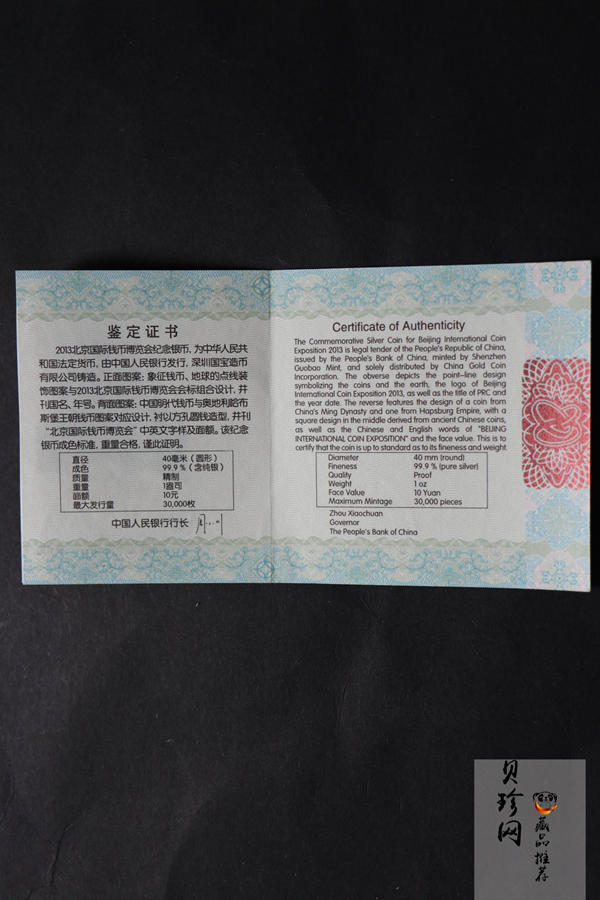 鉴定证书
2013北京国际钱币博览会纪念银币，为中华人民共
和国法定货币，由中国人民银行发行，深圳国宝造币
有限公司铸造。正面图案：象征钱币、地球的点线装
饰图案与2013北京国际钱币博览会会标组合设计，并
刊国名、年号。背面图案：中国明代钱币与奥地利哈布
斯堡王朝钱币图案对应设计，衬以方孔圆钱造型，并刊
“北京国际钱币博览会”中英文字样及面额。该纪念
银币成色标准，重量合格，谨此证明。
直径 40毫米（圆形）
成色 99.9％（含纯银）
质量 精制
重量 1盎司
面额 10元
最大发行量 30,000枚
中国人民银行行长
Certificate of Authenticity
The Commemorative Silver Coin for Beijing International Coin
Exposition 2013 is legal tender of the People's Republic of China,
issued by the People's Bank of China, minted by Shenzhen
Guobao Mint, and solely distributed by China Gold Coin
Incorporation. The obverse depicts the point-line design
symbolizing the coins and the earth, the logo of Beijing
International Coin Exposition 2013, as well as the title of PRC and
the year date. The reverse features the design of a coin from
China's Ming Dynasty and one from Hapsburg Empire, with a
square design in the middle derived from ancient Chinese coins,
as well as the Chinese and English words of "BEIJING
INTERNATIONAL COIN EXPOSITION" and the face value. This is to
certify that the coin is up to standard as to its fineness and weight.
Diameter 40 mm (round)
Fineness 99.9 % (pure silver)
Quality Proof
Weight 1 oz
Face Value 10 Yuan
Maximum Mintage 30,000 pieces
Zhou Xiaochuan
Governor
The People's Bank of China
贝珍网
藏品推荐